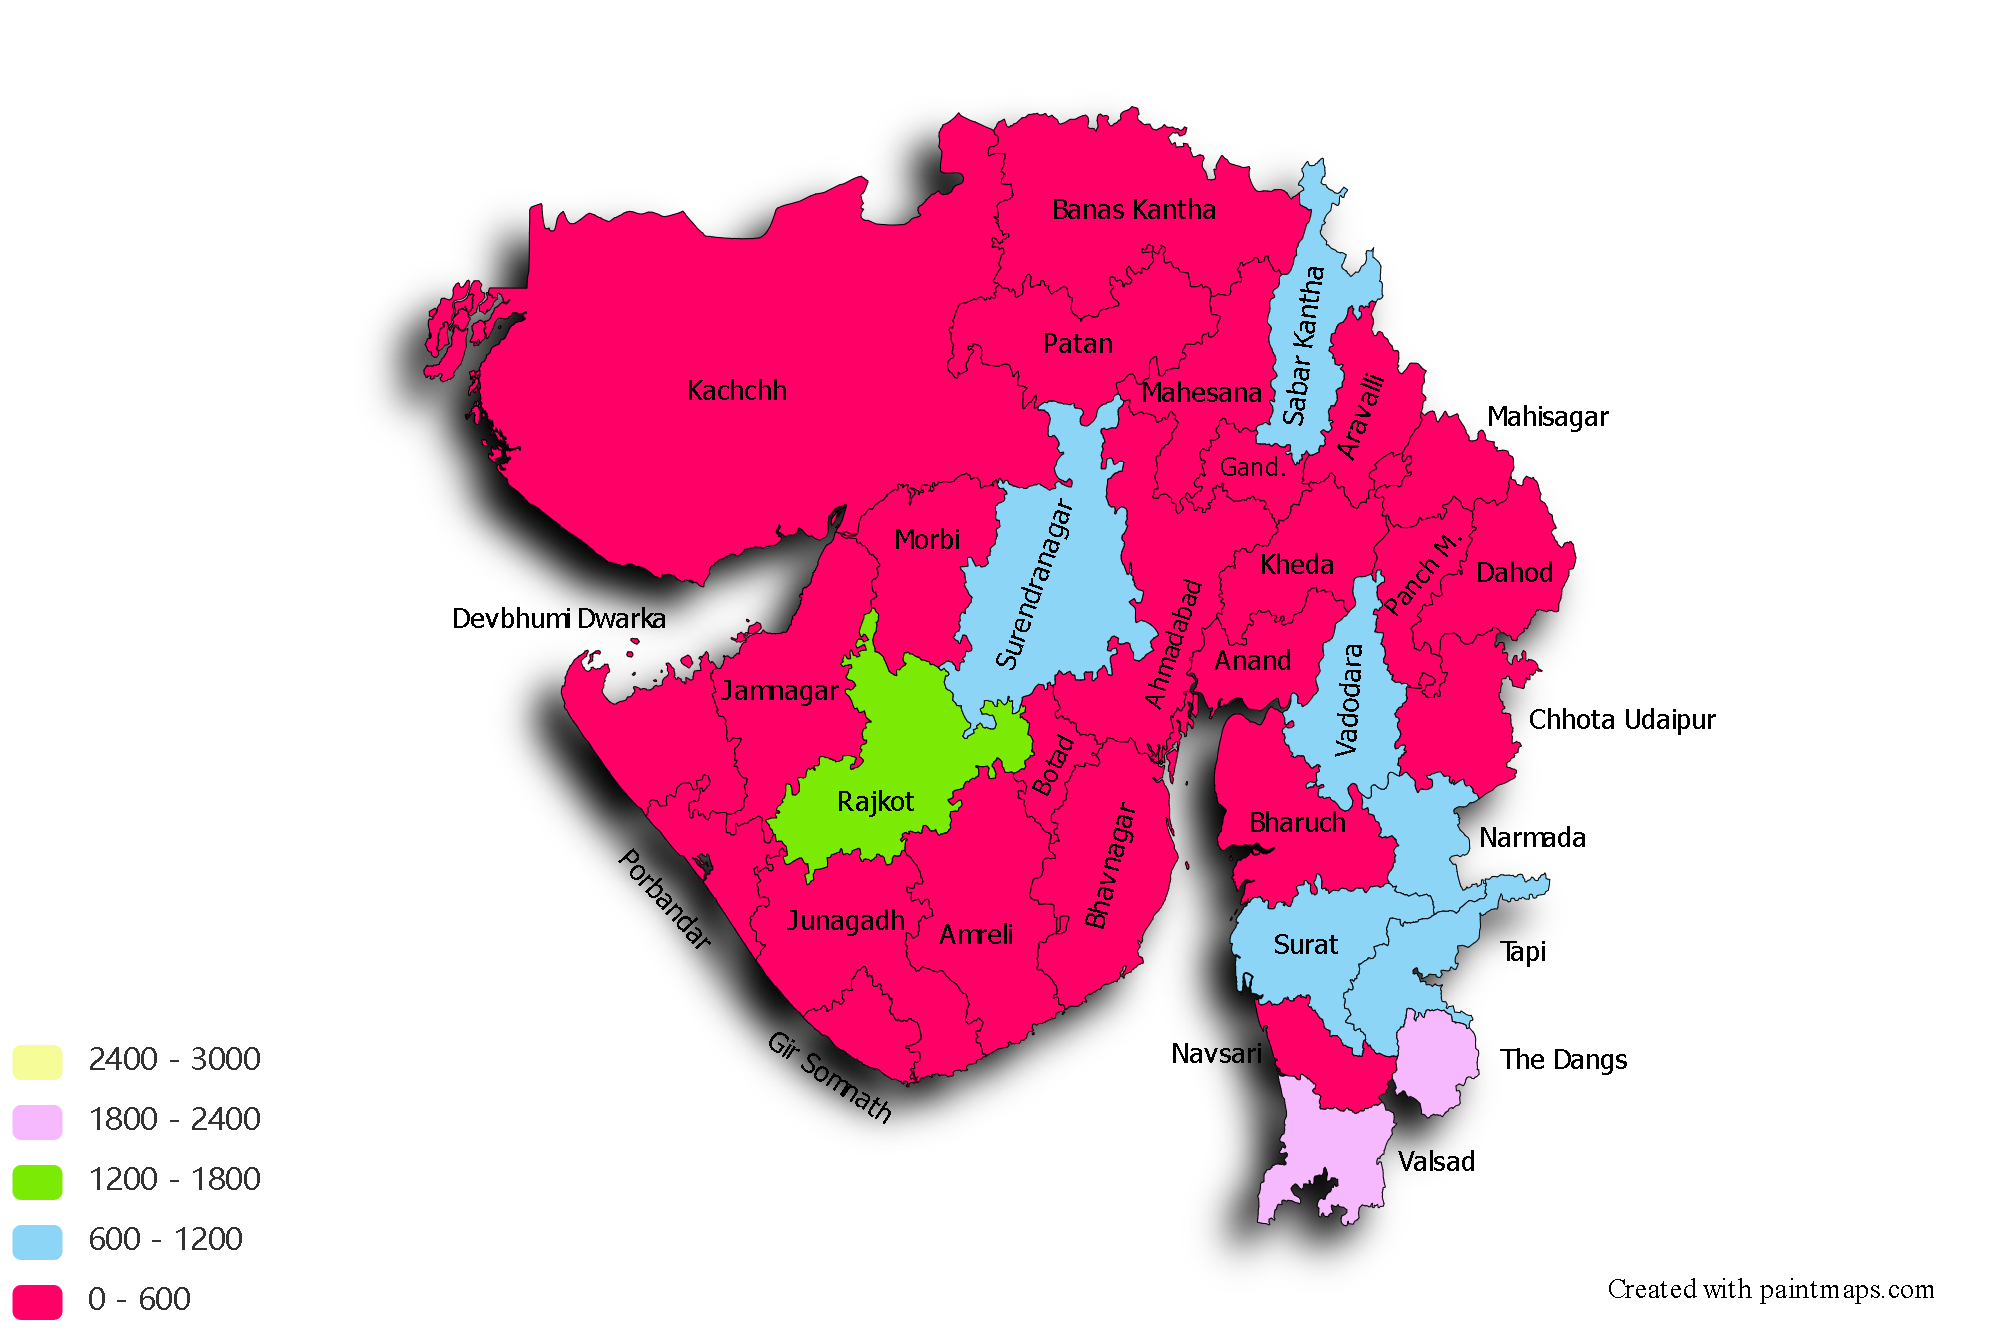 Banas Kantha
Patan
Kachchh
Mahesana
Sabar Kantha
Aravalli
Mahisagar
Gand.
Morbi
Surendranagar
Kheda
Panch M.
Dahod
Devbhumi Dwarka
Ahmadabad
Anand
Jamnagar
Vadodara
Chhota Udaipur
Botad
Rajkot
Bharuch
Narmada
Porbandar
Bhavnagar
Junagadh
Amreli
Surat
Tapi
Gir Somnath
Navsari
The Dangs
Valsad
2400 - 3000
1800 - 2400
1200 - 1800
600 - 1200
0 - 600
Created with paintmaps.com